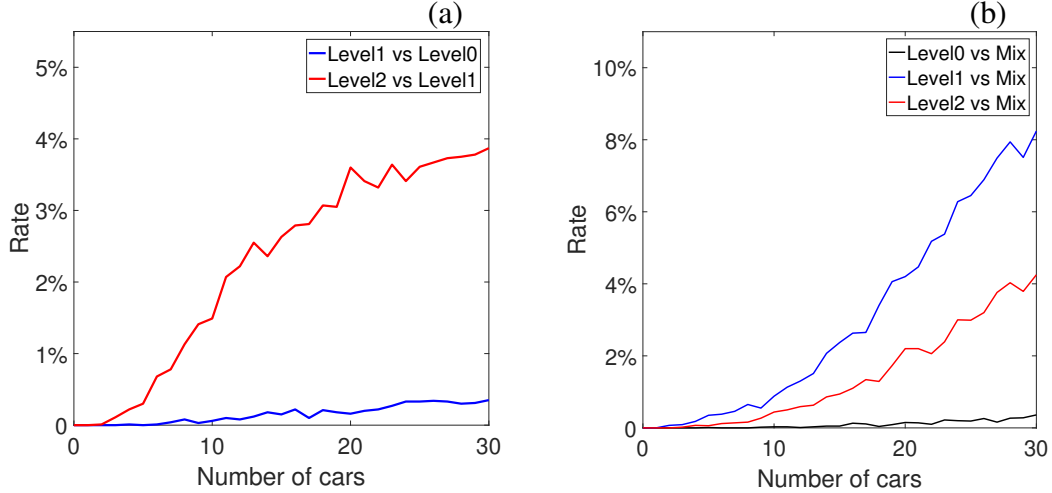 (a)
Level1 vs Level0
Level2 vs Level1
5%
4%
3%
2%
1%
0
0
10
20
30
Rate
Number of cars
(b)
Level0 vs Mix
Level1 vs Mix
Level2 vs Mix
10%
8%
6%
4%
2%
0
0
10
20
30
Rate
Number of cars